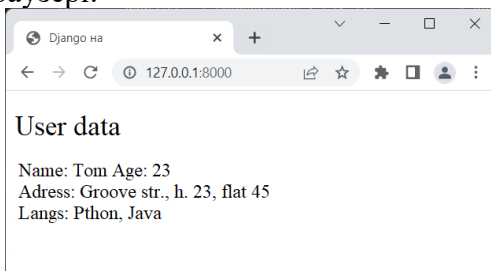 Django на
127.0.0.1:8000
User data
Name: Tom Age: 23
Adress: Groove str., h. 23, flat 45
Langs: Pthon, Java